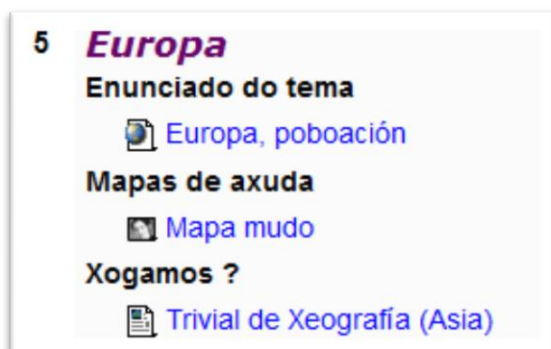 5 Europa
Enunciado do tema
Europa, poboación
Mapas de axuda
Mapa mudo
Xogamos ?
Trivial de Xeografía (Asia)